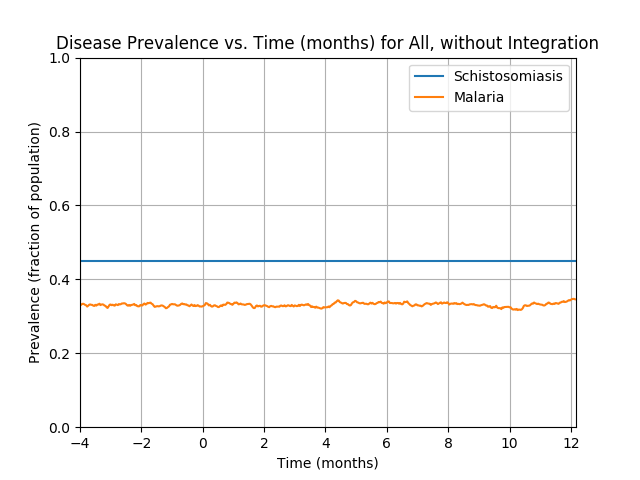 Disease Prevalence vs. Time (months) for All, without Integration
Schistosomiasis
Malaria
Prevalence (fraction of population)
1.0
0.8
0.6
0.4
0.2
0.0
−4 −2 0 2 4 6 8 10 12
Time (months)